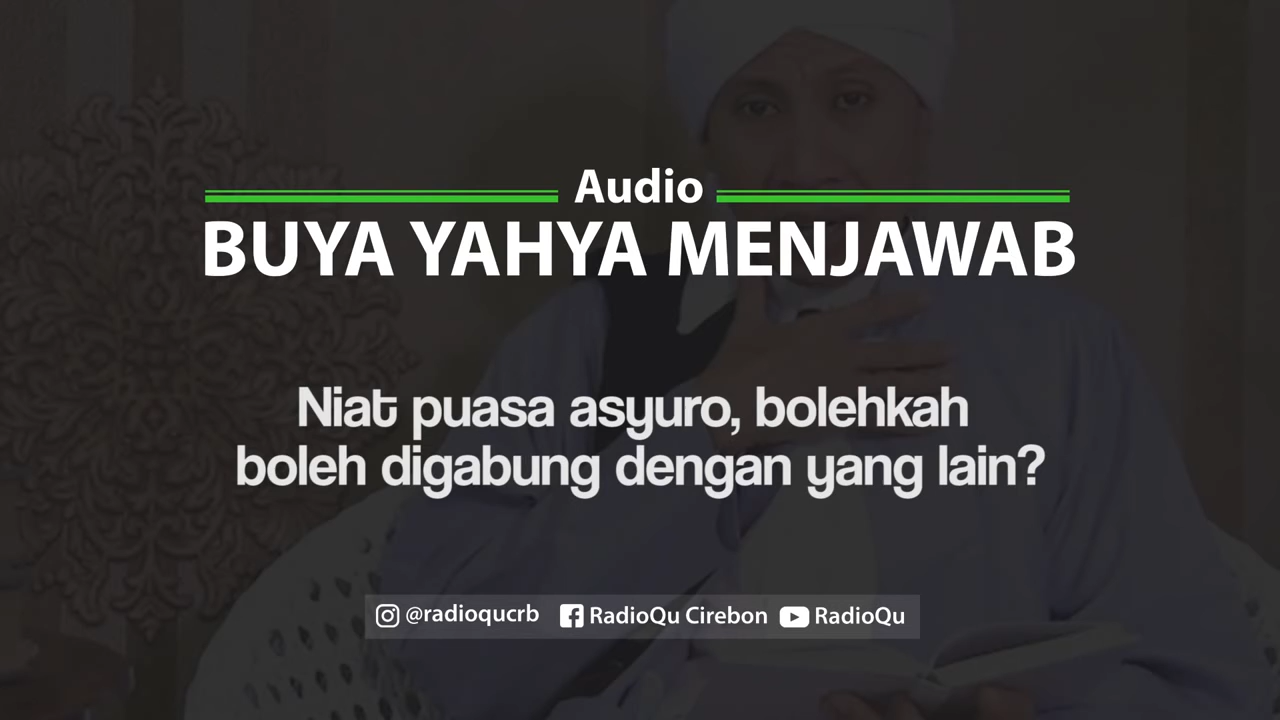 Audio
BUYA YAHYA MENJAWAB
Niat puasa asyuro, bolehkah
boleh digabung dengan yang lain?
@radioqucrb RadioQu Cirebon RadioQu